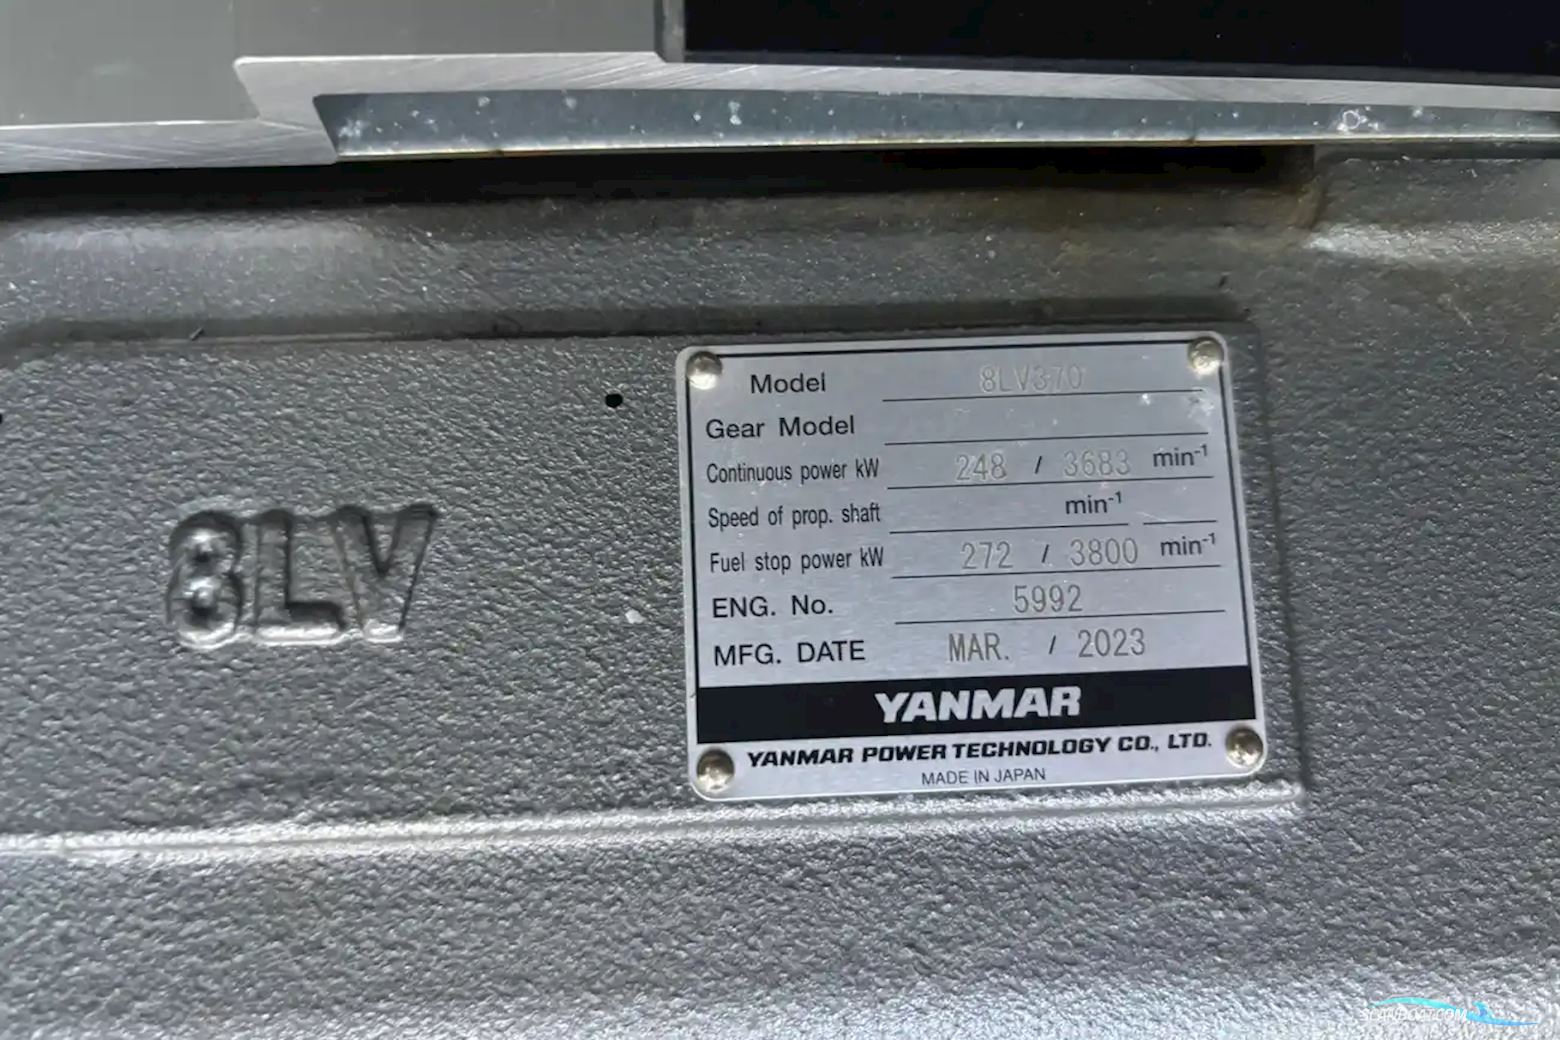 8LV
Model 8LV370
Gear Model
Continuous power kW 248 / 3683 min-1
Speed of prop. shaft min-1
Fuel stop power kW 272 / 3800 min-1
ENG. No. 5992
MFG. DATE MAR. / 2023
YANMAR
YANMAR POWER TECHNOLOGY CO., LTD.
MADE IN JAPAN
SCANBOAT.COM